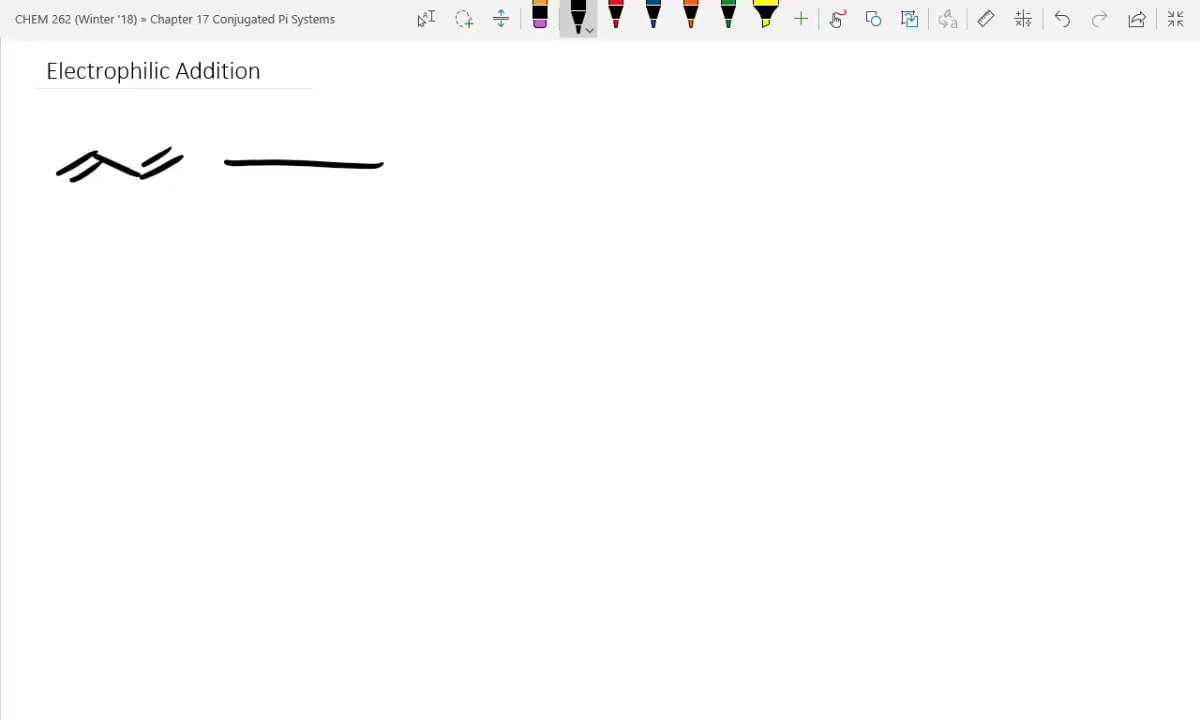 CHEM 262 (Winter '18) » Chapter 17 Conjugated Pi Systems
Electrophilic Addition